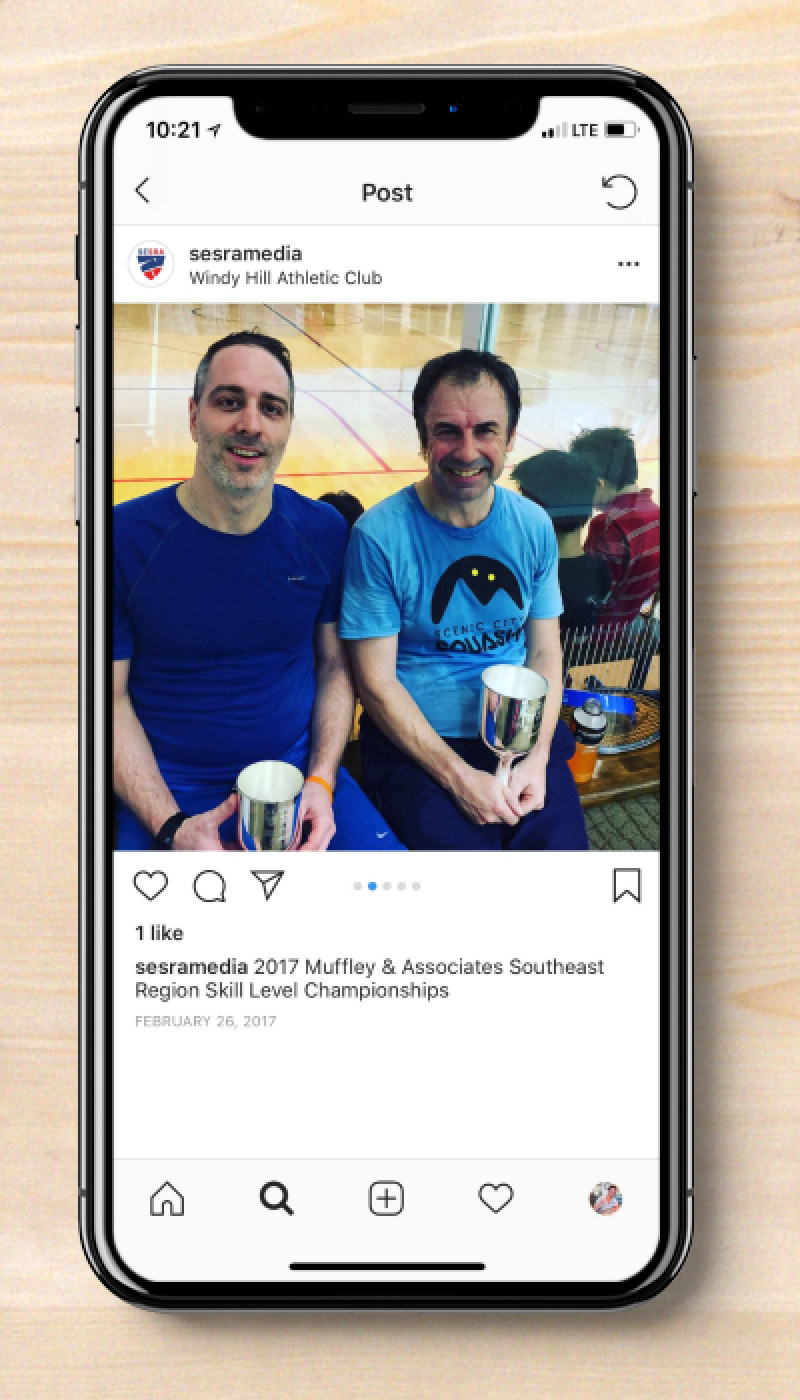 10:21
LTE
Post
SESRA
sesramedia
Windy Hill Athletic Club
SCENIC CITY
SQUASH
1 like
sesramedia 2017 Muffley & Associates Southeast
Region Skill Level Championships
FEBRUARY 26, 2017